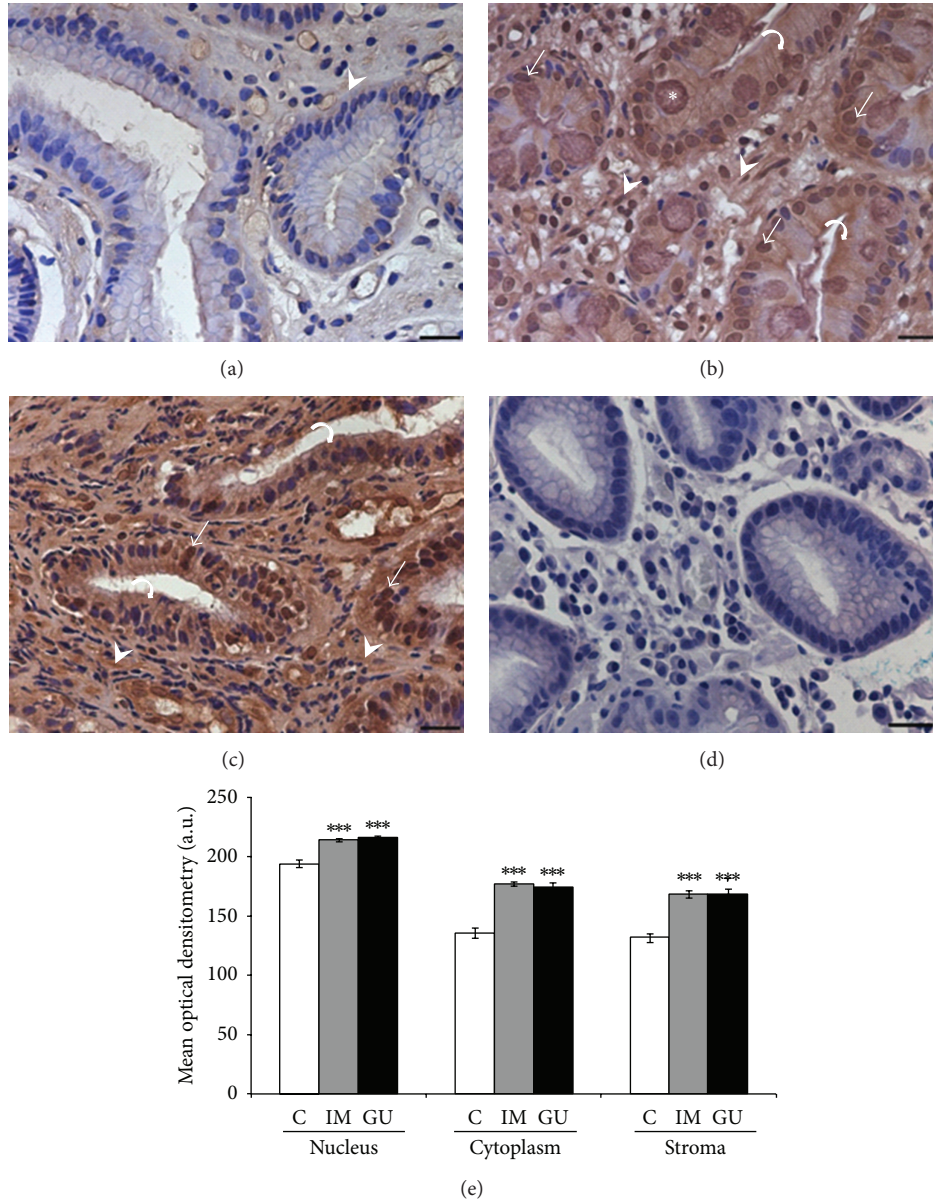 *
(a)
(b)
(c)
(d)
250
200
150
100
50
0
Mean optical densitometry (a.u.)
*** ***
*** ***
*** ***
C IM GU C IM GU C IM GU
Nucleus Cytoplasm Stroma
(e)